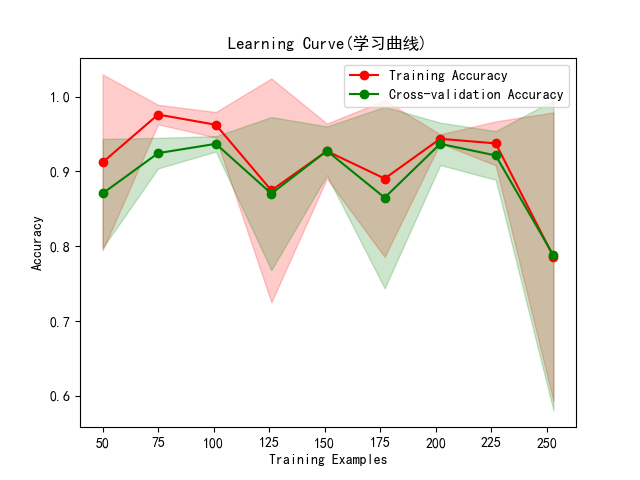 Learning Curve(学习曲线)
Training Accuracy
Cross-validation Accuracy
1.0
0.9
0.8
0.7
0.6
Accuracy
50 75 100 125 150 175 200 225 250
Training Examples